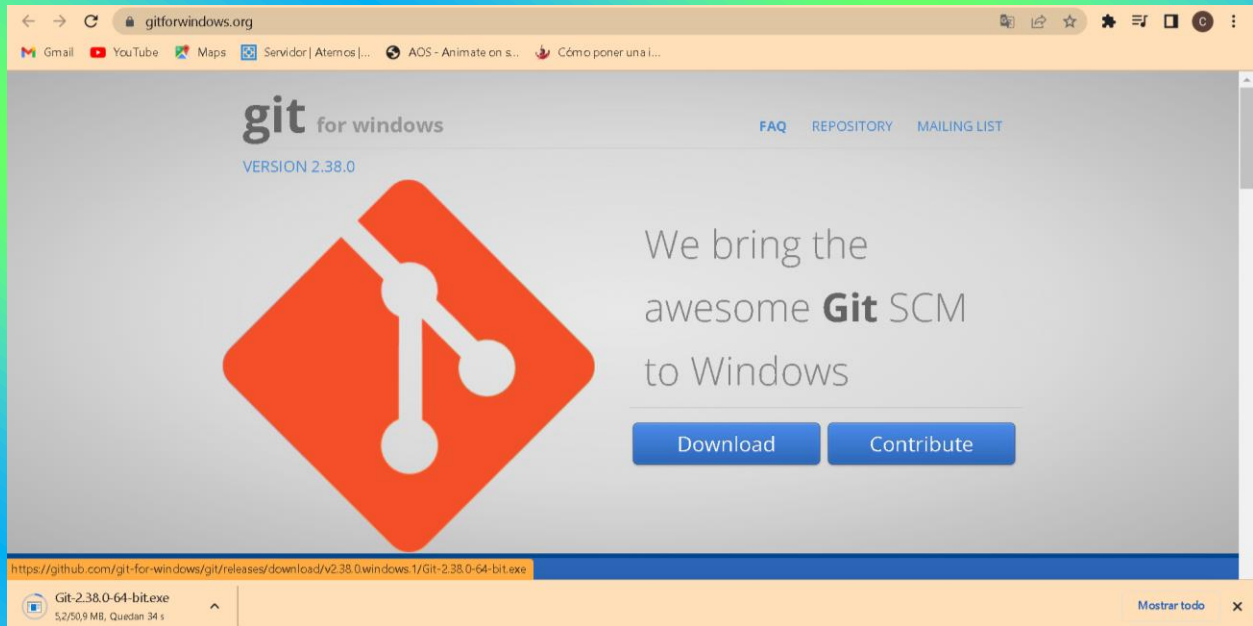 gitforwindows.org
C
Gmail YouTube Maps Servidor | Aternos |... AOS - Animate on s... Cómo poner una i...
git for windows
FAQ REPOSITORY MAILING LIST
VERSION 2.38.0
We bring the
awesome Git SCM
to Windows
Download Contribute
https://github.com/git-for-windows/git/releases/download/v2.38.0.windows.1/Git-2.38.0-64-bit.exe
Git-2.38.0-64-bit.exe
5,2/50,9 MB, Quedan 34 s
Mostrar todo